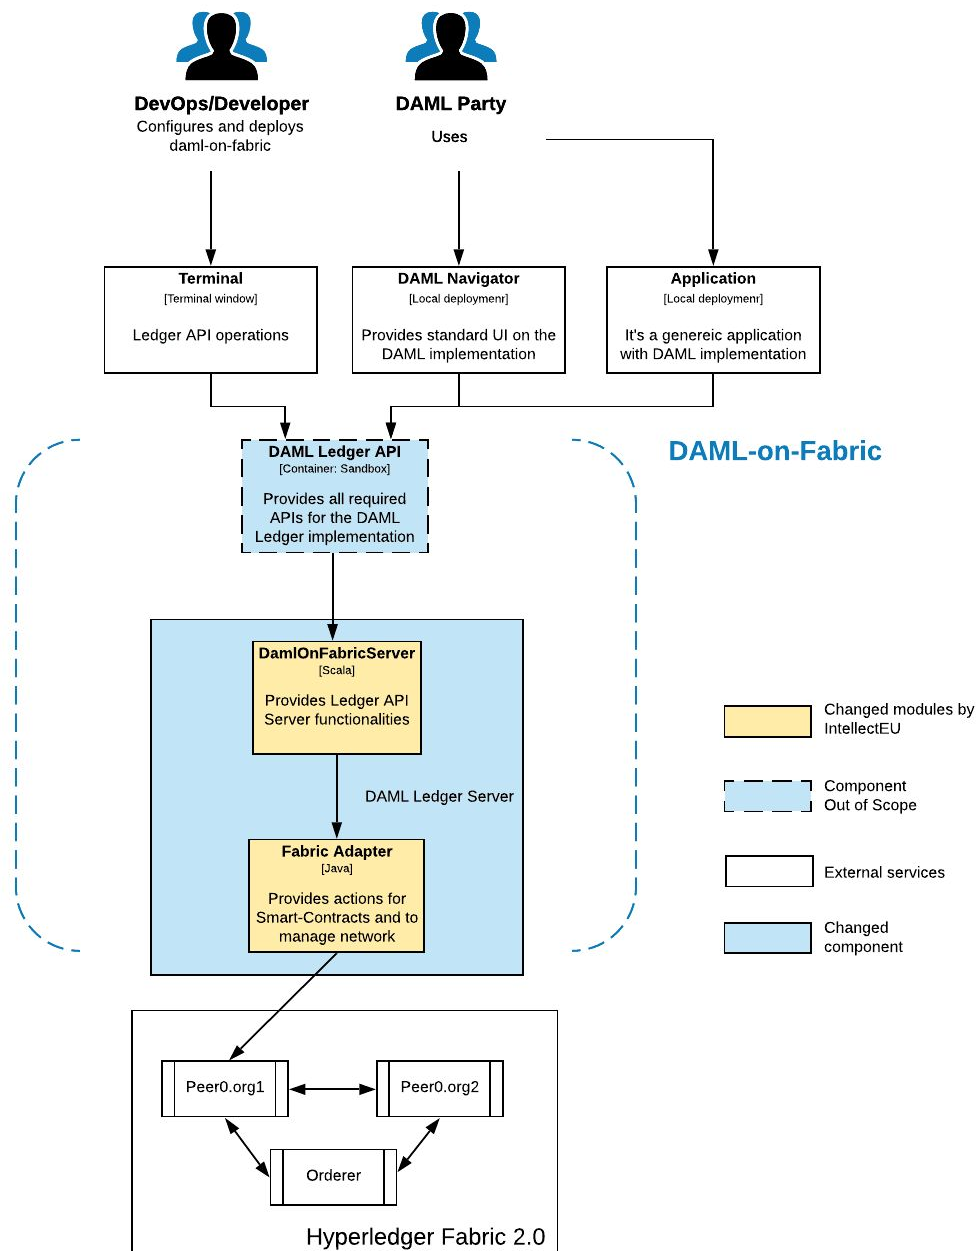 DevOps/Developer
Configures and deploys
daml-on-fabric
DAML Party
Uses
Terminal
[Terminal window]
Ledger API operations
DAML Navigator
[Local deploymenr]
Provides standard UI on the
DAML implementation
Application
[Local deploymenr]
It's a genereic application
with DAML implementation
DAML-on-Fabric
DAML Ledger API
[Container: Sandbox]
Provides all required
APIs for the DAML
Ledger implementation
DamlOnFabricServer
[Scala]
Provides Ledger API
Server functionalities
DAML Ledger Server
Fabric Adapter
[Java]
Provides actions for
Smart-Contracts and to
manage network
Changed modules by
IntellectEU
Component
Out of Scope
External services
Changed
component
Peer0.org1
Peer0.org2
Orderer
Hyperledger Fabric 2.0